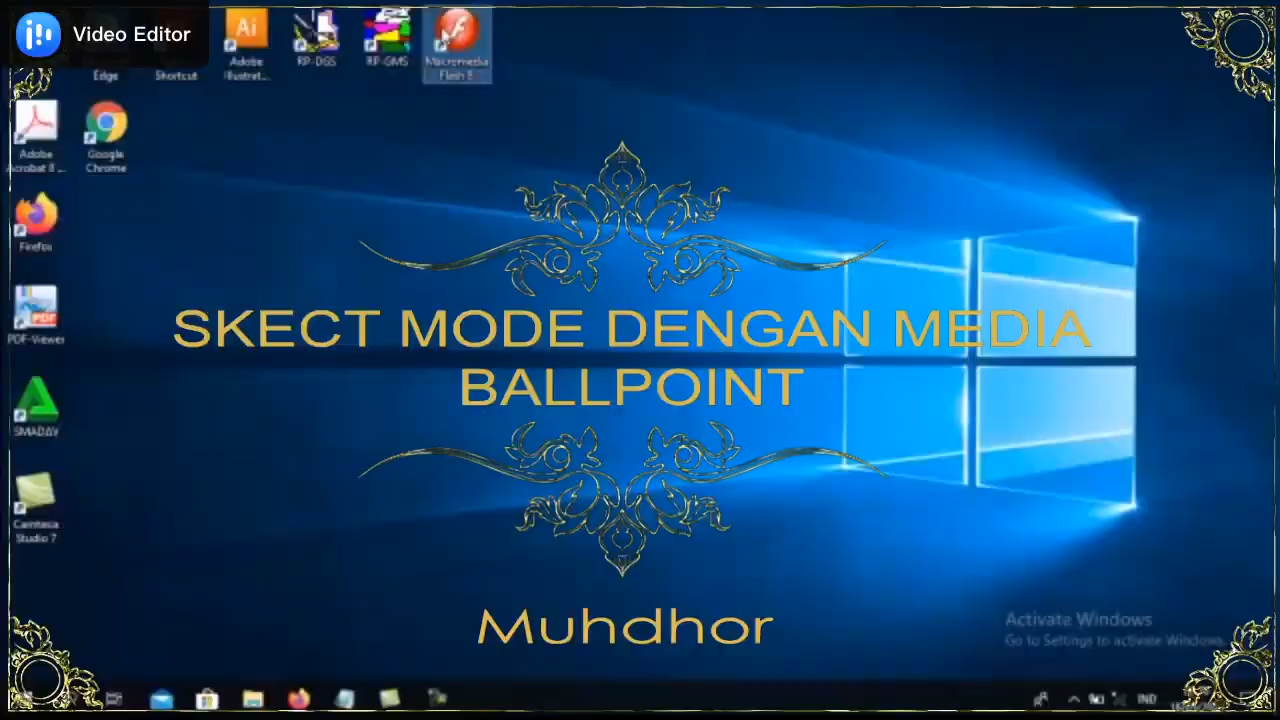 Video Editor
Edge
Shortcut
Adobe
Illustrat...
RP-DGS
RP-GMS
Macromedia
Flash 8
Adobe
Acrobat 8 ...
Google
Chrome
Firefox
PDF-Viewer
SMADAV
Camtasia
Studio 7
SKECT MODE DENGAN MEDIA
BALLPOINT
Muhdhor
Activate Windows
Go to Settings to activate Windows.
IND